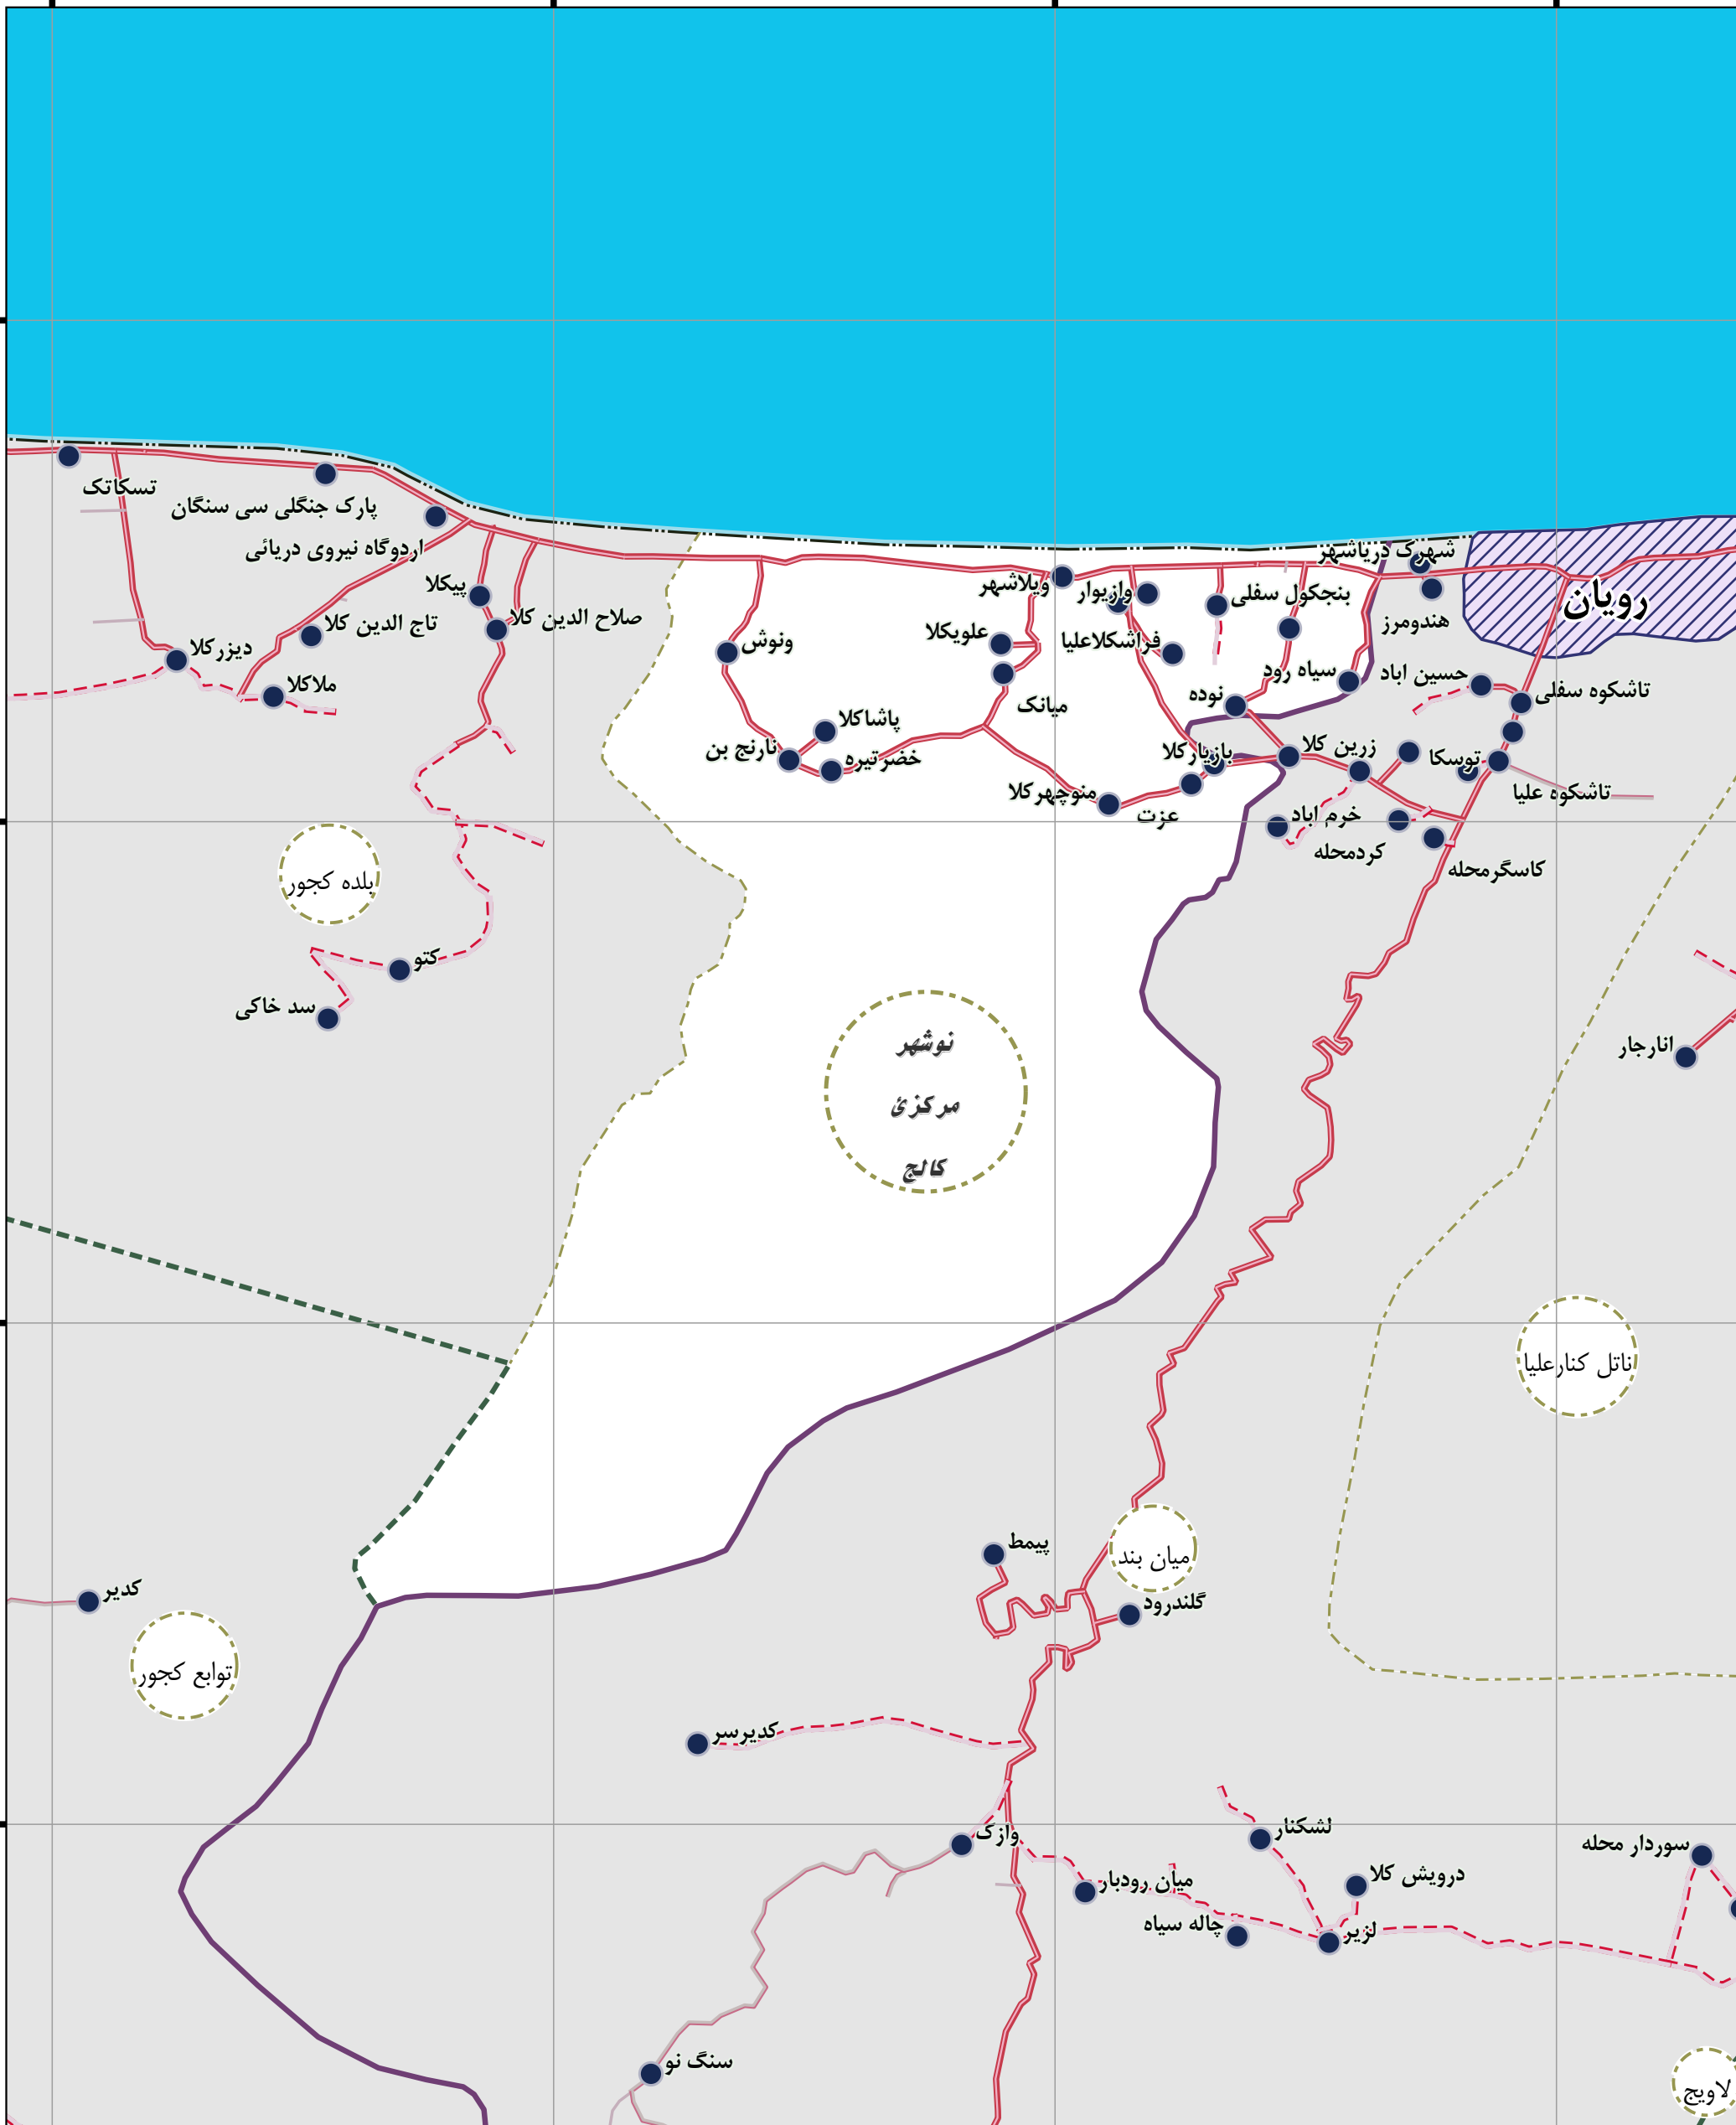 شهرک دریاشهر
تسکاتک
پارک جنگلی سی سنگان
اردوگاه نیروی دریائی
پیکلا
ویلاشهر
وازیوار
بنجکول سفلی
رویان
تاج الدین کلا
صلاح الدین کلا
علویکلا
هندومرز
دیزرکلا
ونوش
فراشکلاعلیا
سیاه رود
حسین اباد
ملاکلا
تاشکوه سفلی
نوده
میانک
پاشاکلا
نارنج بن
خضرتیره
بازیارکلا
زرین کلا
توسکا
منوچهرکلا
تاشکوه علیا
عزت
خرم اباد
کردمحله
کاسگرمحله
بلده کجور
کتو
سد خاکی
نوشهر
مرکزئ
کالج
انارجار
ناتل کنارعلیا
پیمط
میان بند
کدیر
گلندرود
توابع کجور
کدیرسر
وازک
لشکنار
سوردار محله
میان رودبار
درویش کلا
چاله سیاه
لزیر
سنگ نو
لاویج